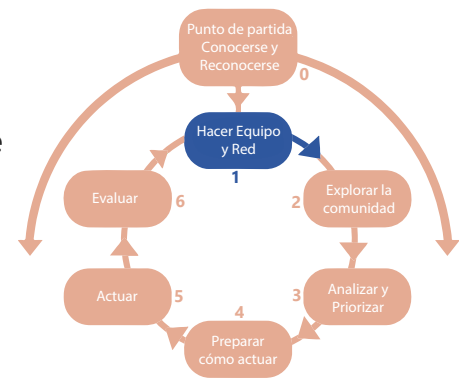 Punto de partida
Conocerse y
Reconocerse
0
e
Hacer Equipo
y Red
1
Explorar la
comunidad
2
Analizar y
Priorizar
3
4
Preparar
cómo actuar
Actuar
5
Evaluar
6